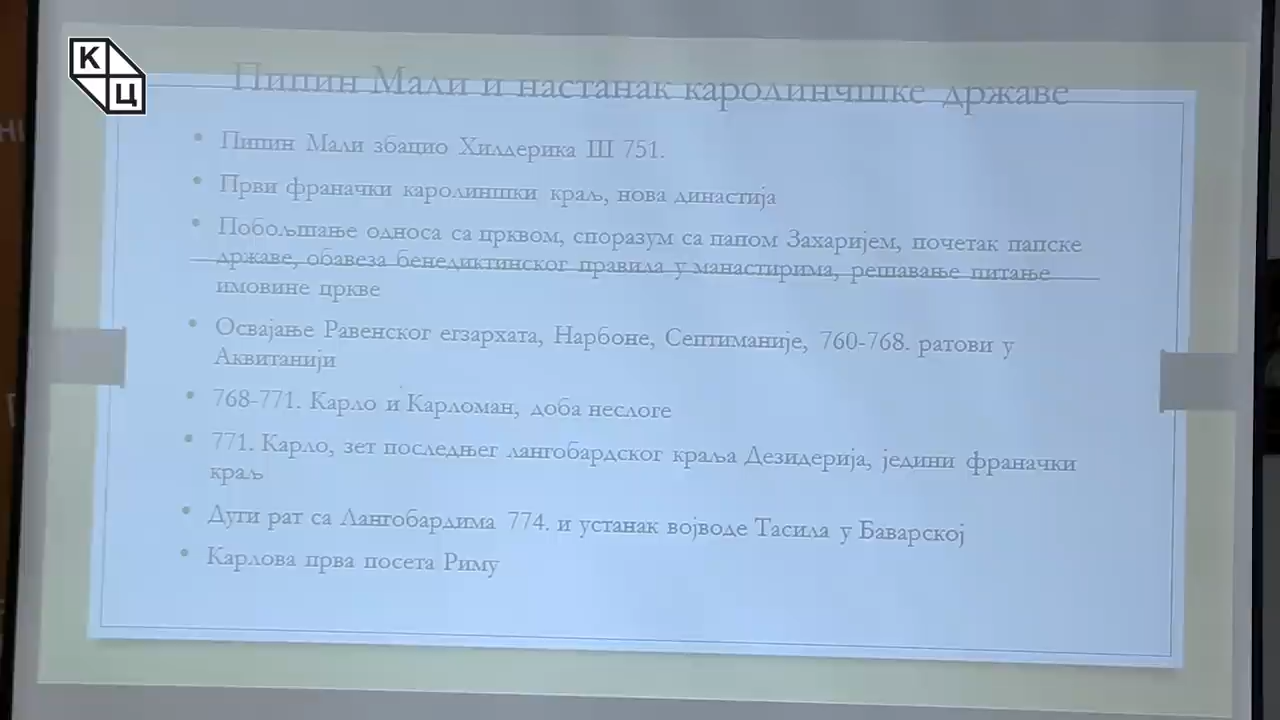 К
Ц
Пипин Мали и настанак каролиншке државе
• Пипин Мали збацио Хилдерика III 751.
• Први франачки каролиншки краљ, нова династија
• Побољшање односа са црквом, споразум са папом Захаријем, почетак папске
државе, обавеза бенедиктинског правила у манастирима, решавање питање
имовине цркве
• Освајање Равенског егзархата, Нарбоне, Септиманије, 760-768. ратови у
Аквитанији
• 768-771. Карло и Карломан, доба неслоге
• 771. Карло, зет последњег лангобардског краља Дезидерија, једини франачки
краљ
• Дуги рат са Лангобардима 774. и устанак војводе Тасила у Баварској
• Карлова прва посета Риму